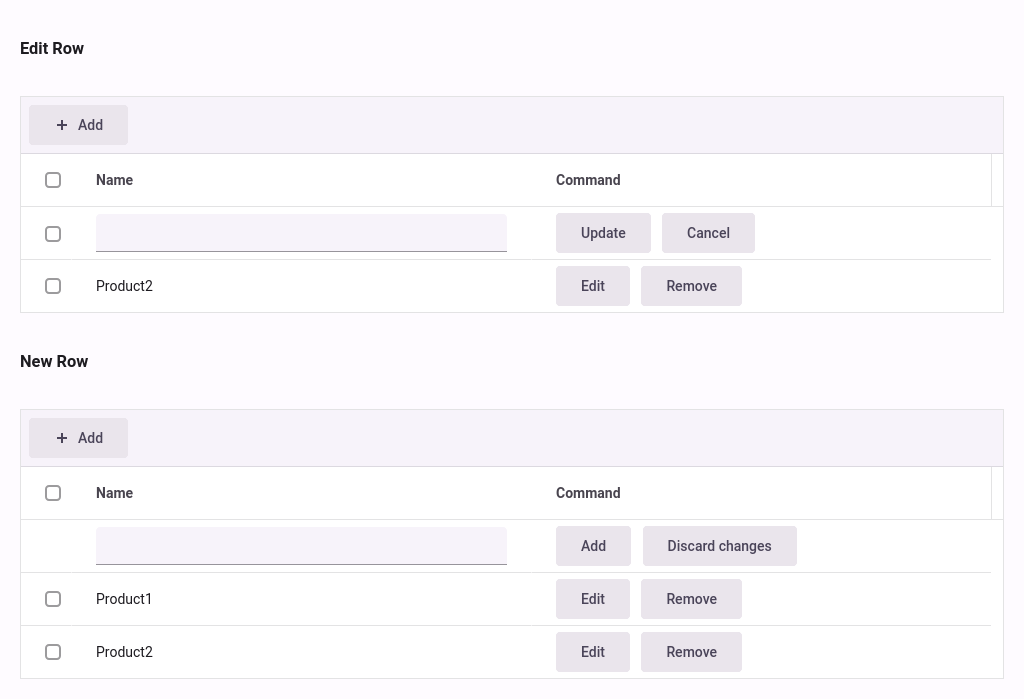 Edit Row
Add
Name Command
Update Cancel
Product2 Edit Remove
New Row
Add
Name Command
Add Discard changes
Product1 Edit Remove
Product2 Edit Remove